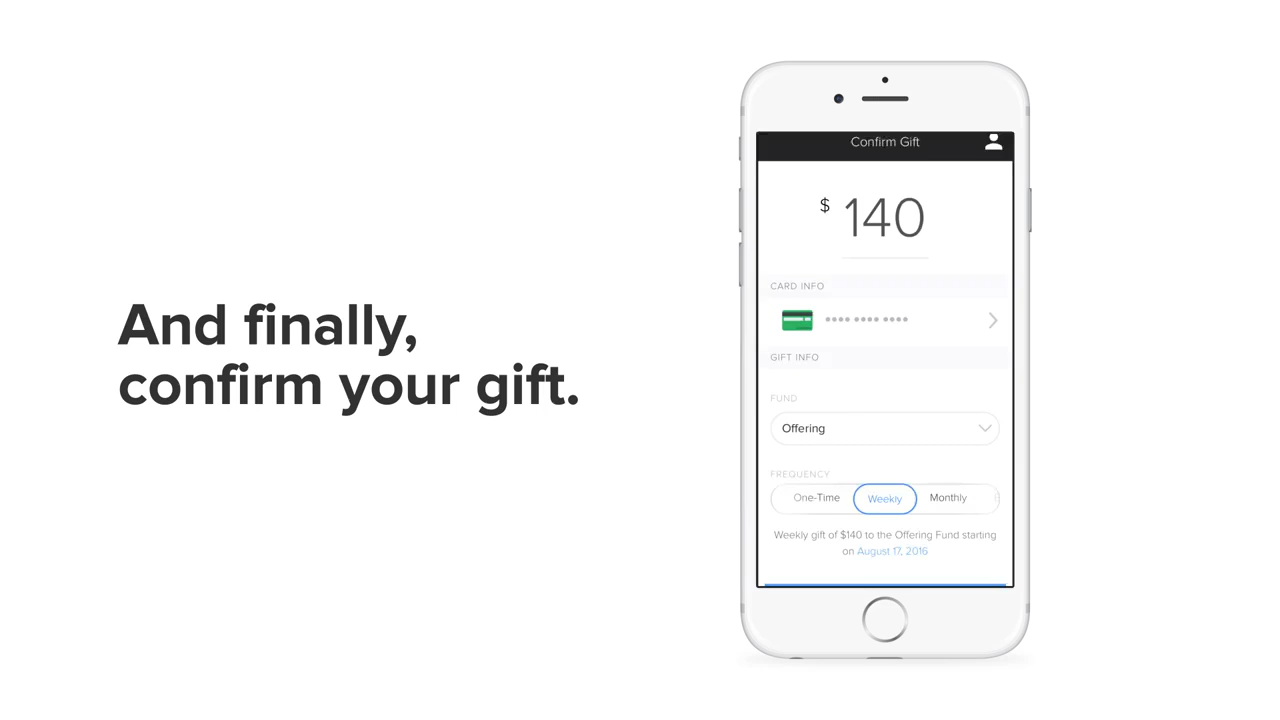 And finally,
confirm your gift.
Confirm Gift
$ 140
CARD INFO
•••• •••• ••••
GIFT INFO
FUND
Offering
FREQUENCY
One-Time Weekly Monthly
Weekly gift of $140 to the Offering Fund starting
on August 17, 2016